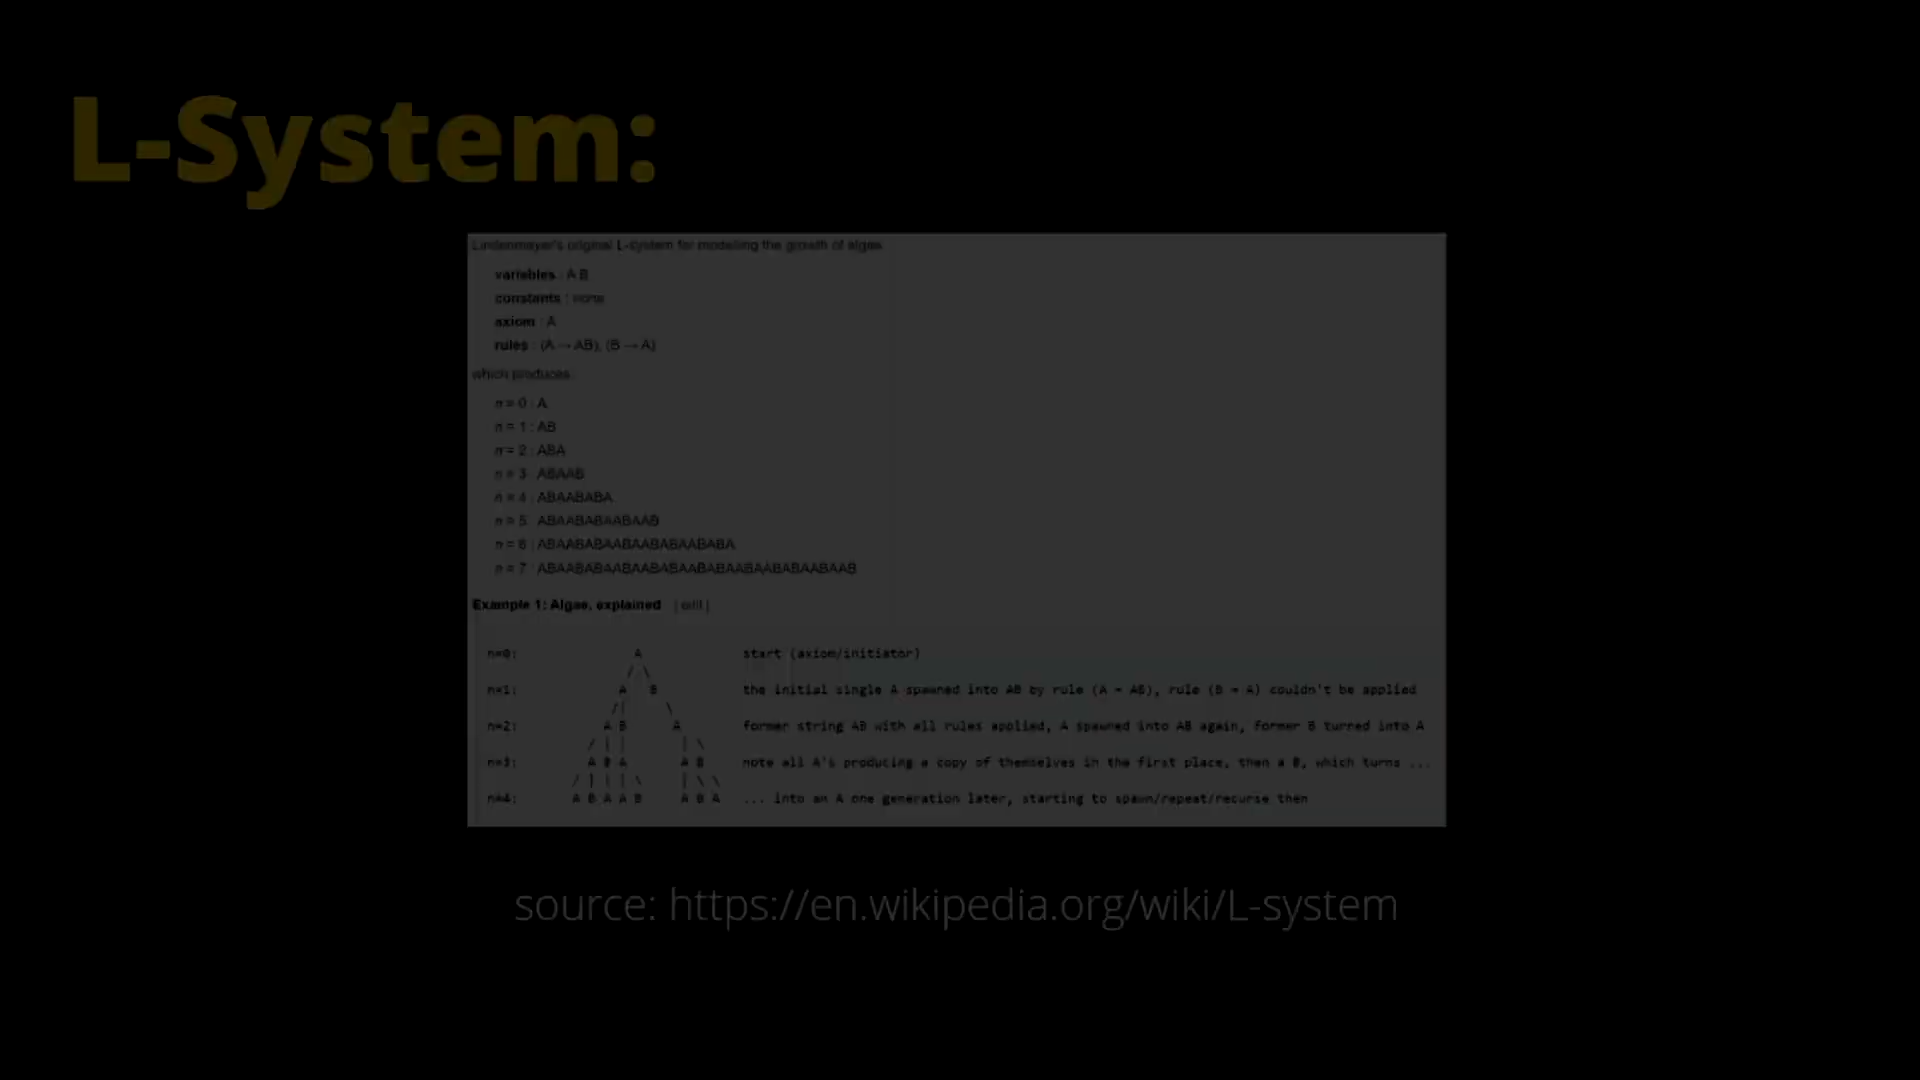 L-System:
Lindenmayer's original L-system for modelling the growth of algae.
variables : A B
constants : none
axiom : A
rules : (A → AB), (B → A)
which produces:
n = 0 : A
n = 1 : AB
n = 2 : ABA
n = 3 : ABAAB
n = 4 : ABAABABA
n = 5 : ABAABABAABAAB
n = 6 : ABAABABAABAABABAABABA
n = 7 : ABAABABAABAABABAABABAABAABABAABAAB
Example 1: Algae, explained [ edit ]
n=0: A start (axiom/initiator)
/ \
n=1: A B the initial single A spawned into AB by rule (A → AB), rule (B → A) couldn't be applied
/| \
n=2: A B A former string AB with all rules applied, A spawned into AB again, former B turned into A
/ | | | \
n=3: A B A A B note all A's producing a copy of themselves in the first place, then a B, which turns ...
/ | | | \ | \ \
n=4: A B A A B A B A ... into an A one generation later, starting to spawn/repeat/recurse then
source: https://en.wikipedia.org/wiki/L-system